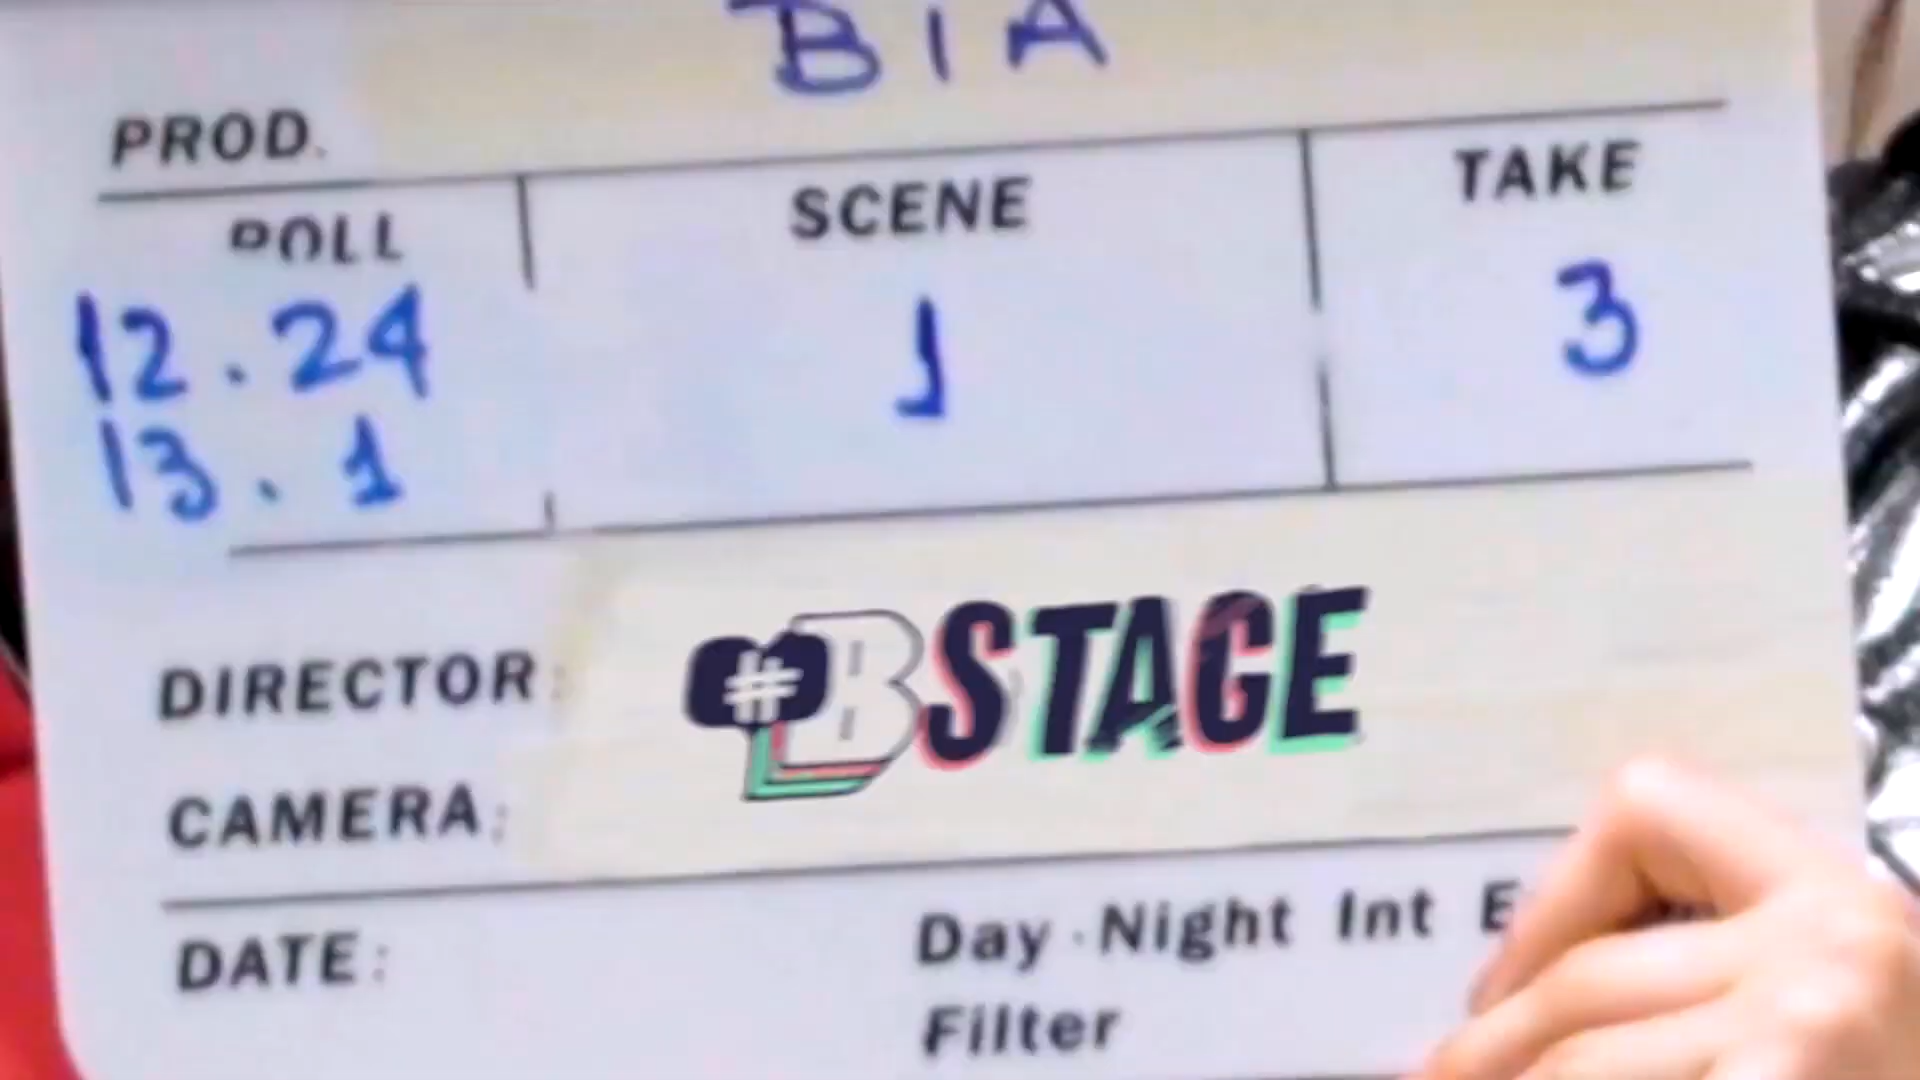 BIA
PROD.
ROLL SCENE TAKE
12.24 1 3
13.1
DIRECTOR:
#BSTAGE
CAMERA:
DATE: Day · Night Int
Filter